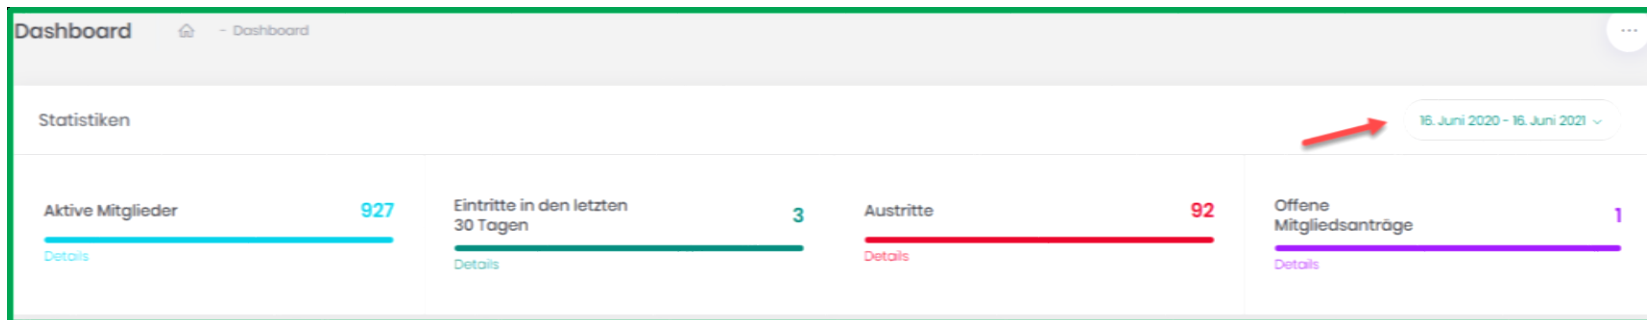 Dashboard
- Dashboard
...
Statistiken
16. Juni 2020 - 16. Juni 2021
Aktive Mitglieder
927
Details
Eintritte in den letzten
30 Tagen
3
Details
Austritte
92
Details
Offene
Mitgliedsanträge
1
Details